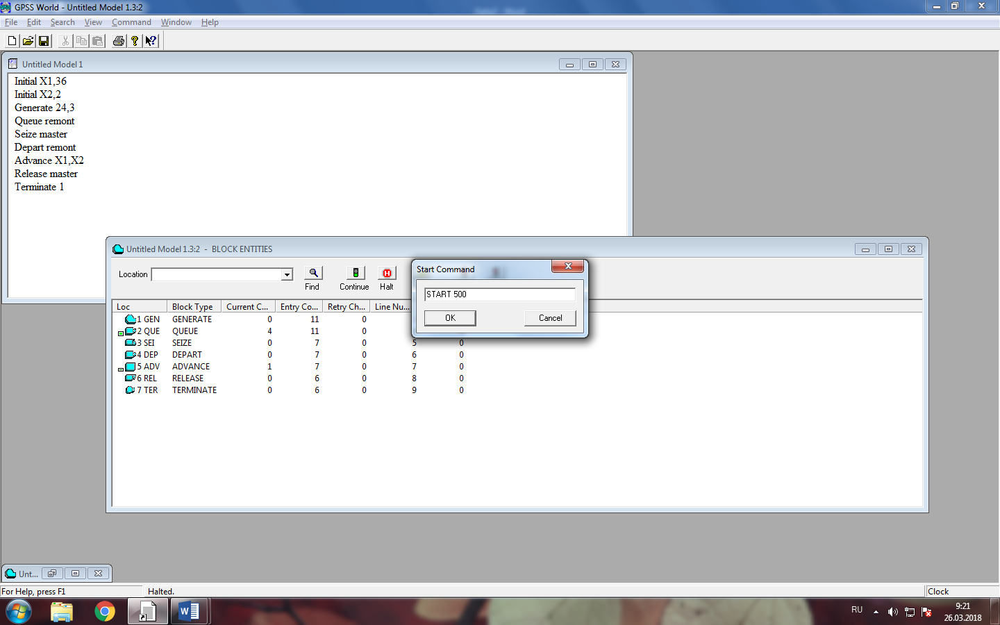 GPSS World - Untitled Model 1.3:2
File Edit Search View Command Window Help
Untitled Model 1
Initial X1,36
Initial X2,2
Generate 24,3
Queue remont
Seize master
Depart remont
Advance X1,X2
Release master
Terminate 1
Untitled Model 1.3:2 - BLOCK ENTITIES
Location
Find
Continue
Halt
Start Command
START 500
OK Cancel
Loc Block Type Current C... Entry Co... Retry Ch... Line Nu...
1 GEN GENERATE 0 11 0
2 QUE QUEUE 4 11 0
3 SEI SEIZE 0 7 0 5 0
4 DEP DEPART 0 7 0 6 0
5 ADV ADVANCE 1 7 0 7 0
6 REL RELEASE 0 6 0 8 0
7 TER TERMINATE 0 6 0 9 0
Unt...
For Help, press F1 Halted. Clock
RU
9:21
26.03.2018